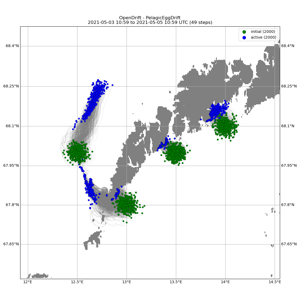 OpenDrift - PelagicEggDrift
2021-05-03 10:59 to 2021-05-05 10:59 UTC (49 steps)
initial (2000)
active (2000)
68.4°N
68.4°N
68.25°N
68.25°N
68.1°N
68.1°N
67.95°N
67.95°N
67.8°N
67.8°N
67.65°N
67.65°N
12°E
12.5°E
13°E
13.5°E
14°E
14.5°E